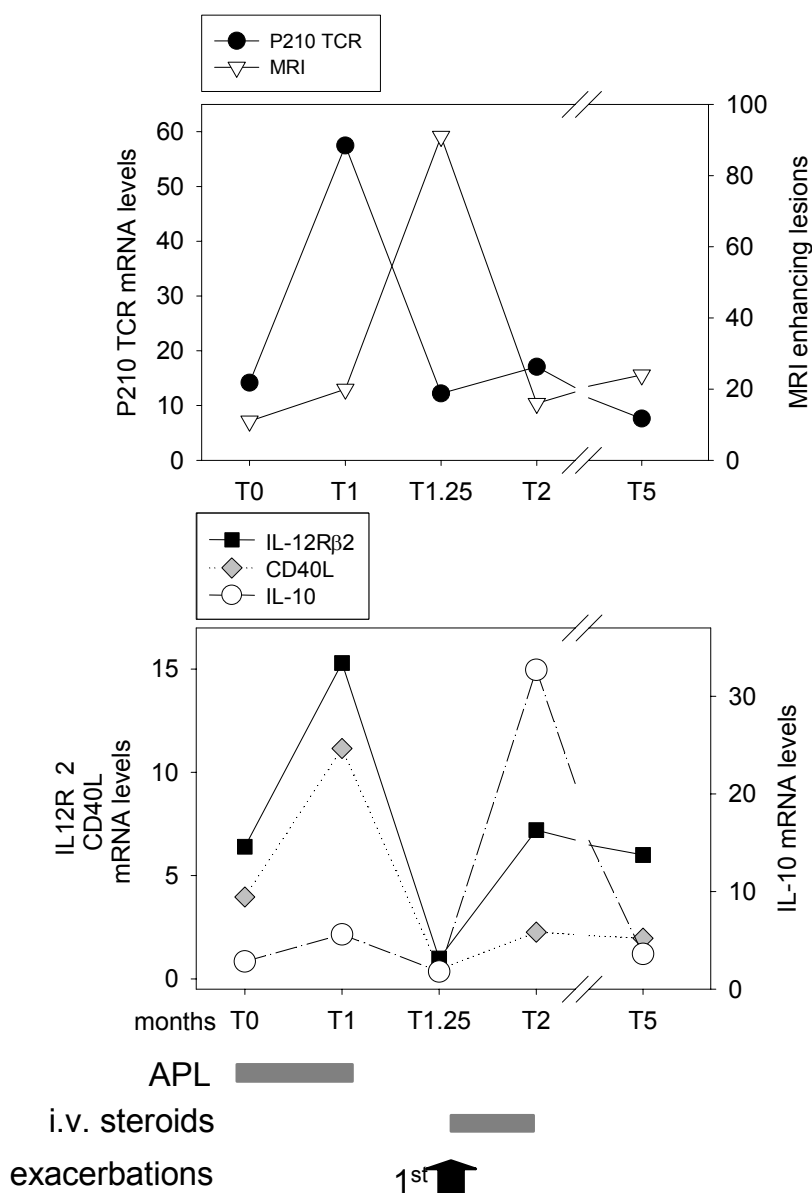 P210 TCR
MRI
P210 TCR mRNA levels
60
50
40
30
20
10
0
100
80
60
40
20
0
MRI enhancing lesions
T0 T1 T1.25 T2 T5
IL-12Rβ2
CD40L
IL-10
IL12R 2
CD40L
mRNA levels
15
10
5
0
30
20
10
0
IL-10 mRNA levels
months T0 T1 T1.25 T2 T5
APL
i.v. steroids
exacerbations 1st